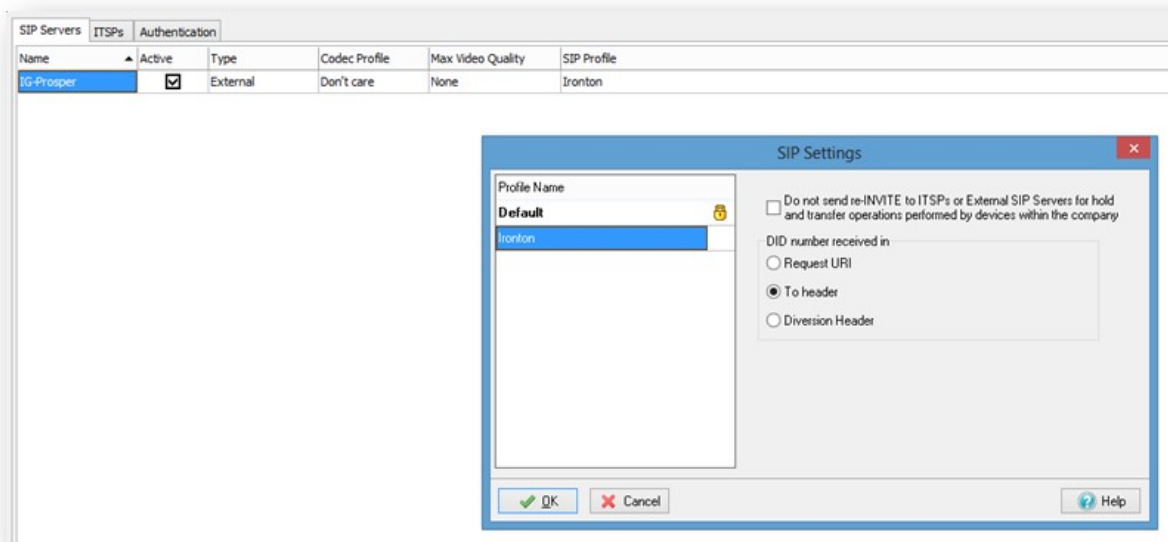 SIP Servers ITSPs Authentication
Name Active Type Codec Profile Max Video Quality SIP Profile
IG-Prosper External Don't care None Ironton
SIP Settings
Profile Name
Default
Ironton
Do not send re-INVITE to ITSPs or External SIP Servers for hold
and transfer operations performed by devices within the company
DID number received in
Request URI
To header
Diversion Header
OK Cancel Help